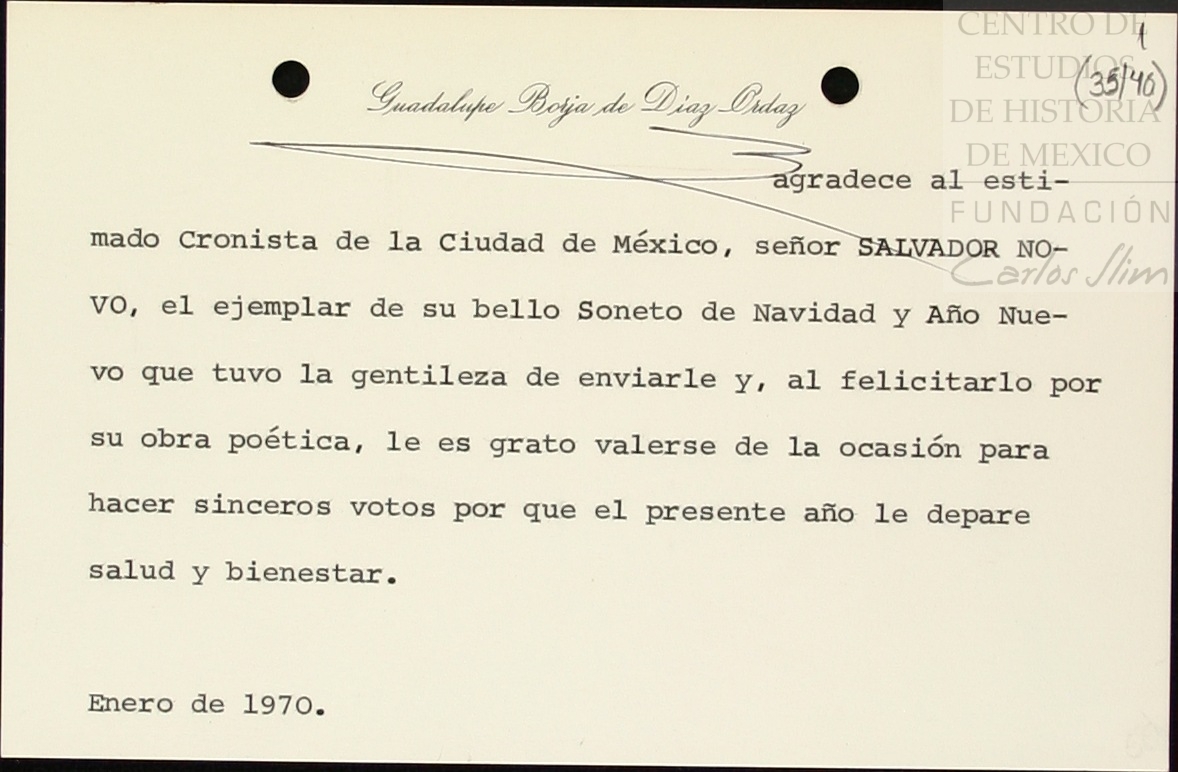 CENTRO DE
ESTUDIOS
DE HISTORIA
DE MEXICO
FUNDACIÓN
Carlos Slim
1
(35/40)
Guadalupe Borja de Díaz Ordaz
agradece al esti-
mado Cronista de la Ciudad de México, señor SALVADOR NO-
VO, el ejemplar de su bello Soneto de Navidad y Año Nue-
vo que tuvo la gentileza de enviarle y, al felicitarlo por
su obra poética, le es grato valerse de la ocasión para
hacer sinceros votos por que el presente año le depare
salud y bienestar.
Enero de 1970.